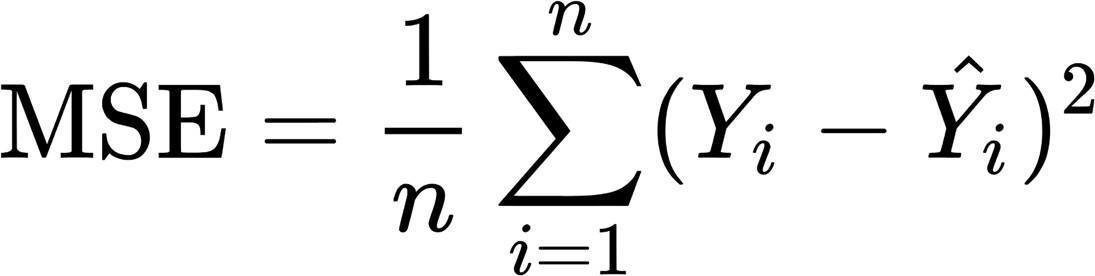 MSE = \frac{1}{n} \sum_{i=1}^{n} (Y_i - \hat{Y}_i)^2